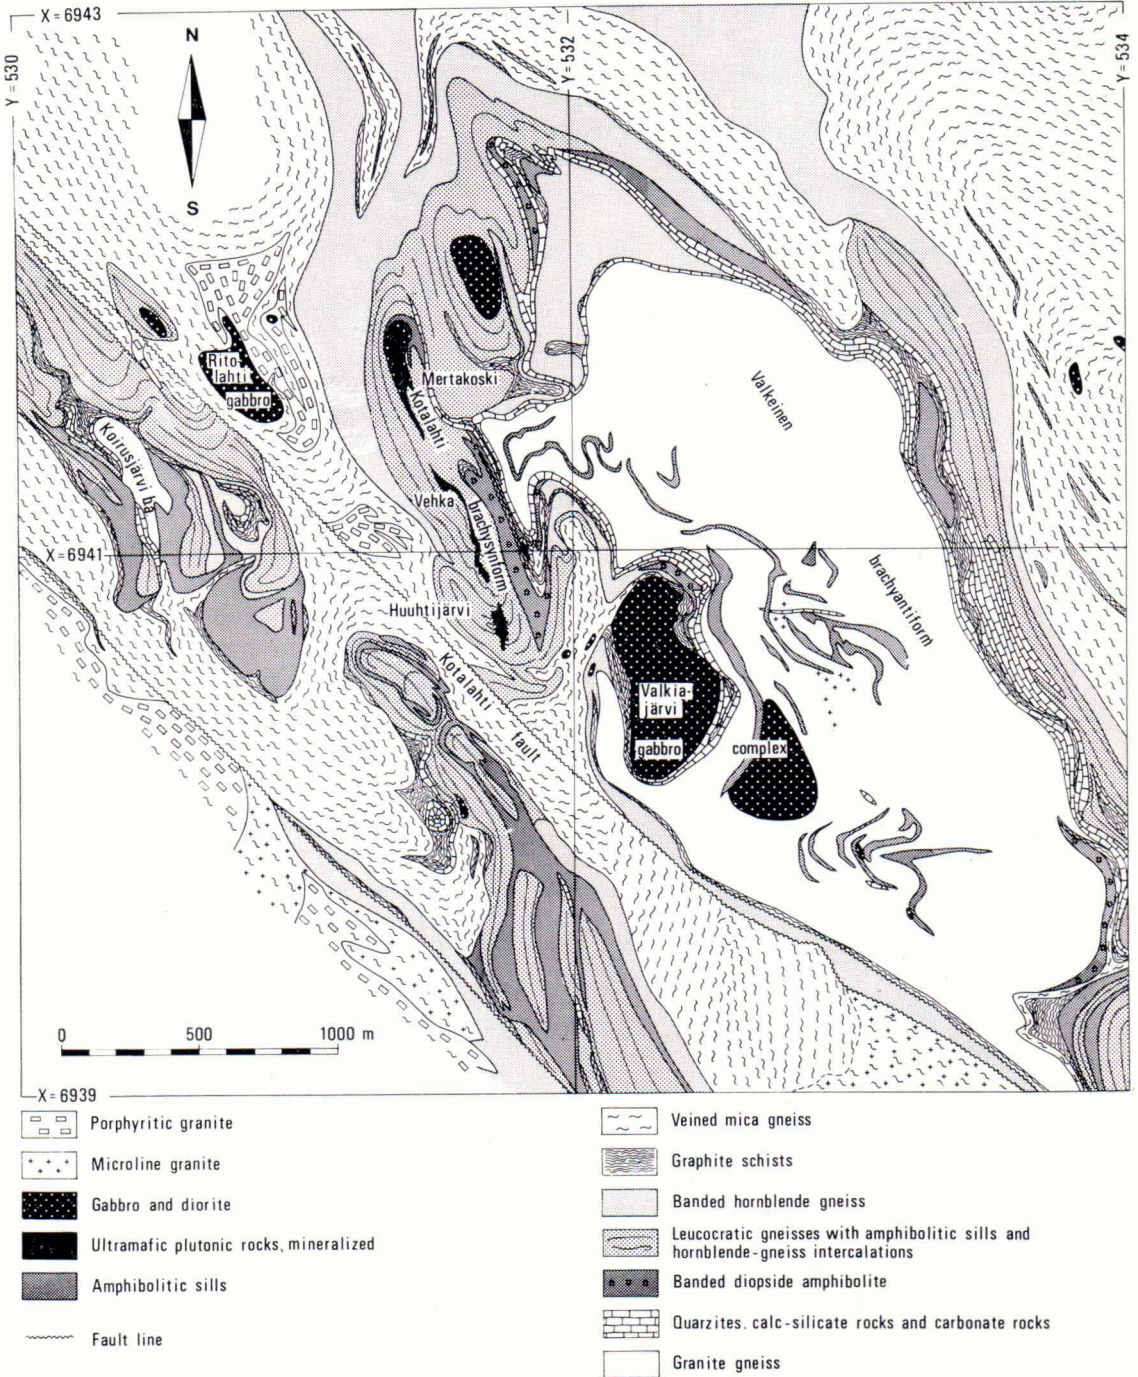 X = 6943
Y = 530
Y = 532
Y = 534
N
S
Rito-
lahti
gabbro
Mertakoski
Kotalahti
Valkeinen
Koirusjärvi ba
Vehka
brachysynform
X = 6941
brachyantiform
Huuhtijärvi
Kotalahti
fault
Valkia-
järvi
gabbro
complex
0 500 1000 m
X = 6939
Porphyritic granite
Microline granite
Gabbro and diorite
Ultramafic plutonic rocks, mineralized
Amphibolitic sills
Fault line
Veined mica gneiss
Graphite schists
Banded hornblende gneiss
Leucocratic gneisses with amphibolitic sills and
hornblende-gneiss intercalations
Banded diopside amphibolite
Quarzites, calc-silicate rocks and carbonate rocks
Granite gneiss